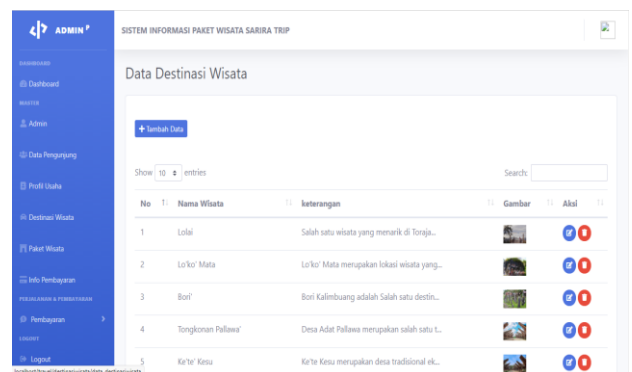 ADMIN P
SISTEM INFORMASI PAKET WISATA SARIRA TRIP
DASHBOARD
Dashboard
MASTER
Admin
Data Pengunjung
Profil Usaha
Destinasi Wisata
Paket Wisata
Info Pembayaran
PERJALANAN & PEMBAYARAN
Pembayaran
LOGOUT
Logout
Data Destinasi Wisata
+ Tambah Data
Show 10 entries
Search:
No Nama Wisata keterangan Gambar Aksi
1 Lolai Salah satu wisata yang menarik di Toraja...
2 Lo'ko' Mata Lo'ko' Mata merupakan lokasi wisata yang...
3 Bori' Bori Kalimbuang adalah Salah satu destin...
4 Tongkonan Pallawa' Desa Adat Pallawa merupakan salah satu t...
5 Ke'te' Kesu Ke'te Kesu merupakan desa tradisional ek...